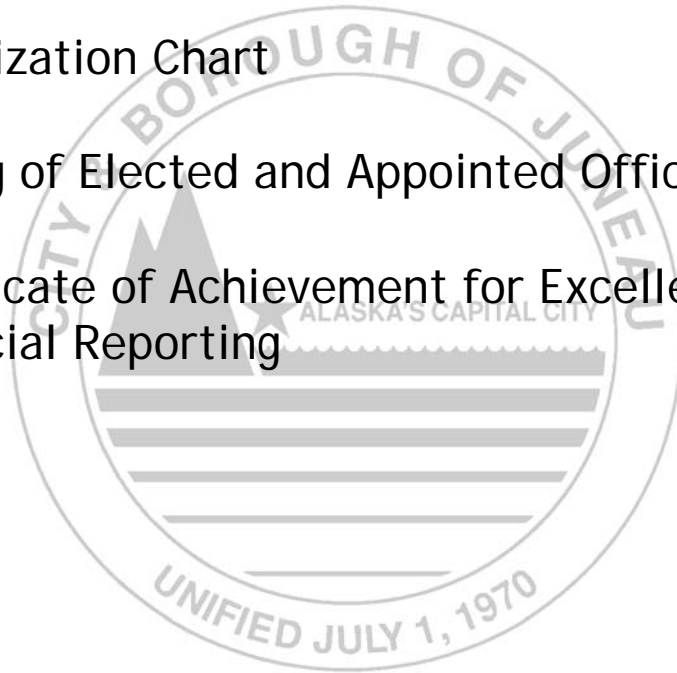 ization Chart
g of Elected and Appointed Offic
cate of Achievement for Excelle
cial Reporting
CITY & BOROUGH OF JUNEAU
ALASKA'S CAPITAL CITY
UNIFIED JULY 1, 1970